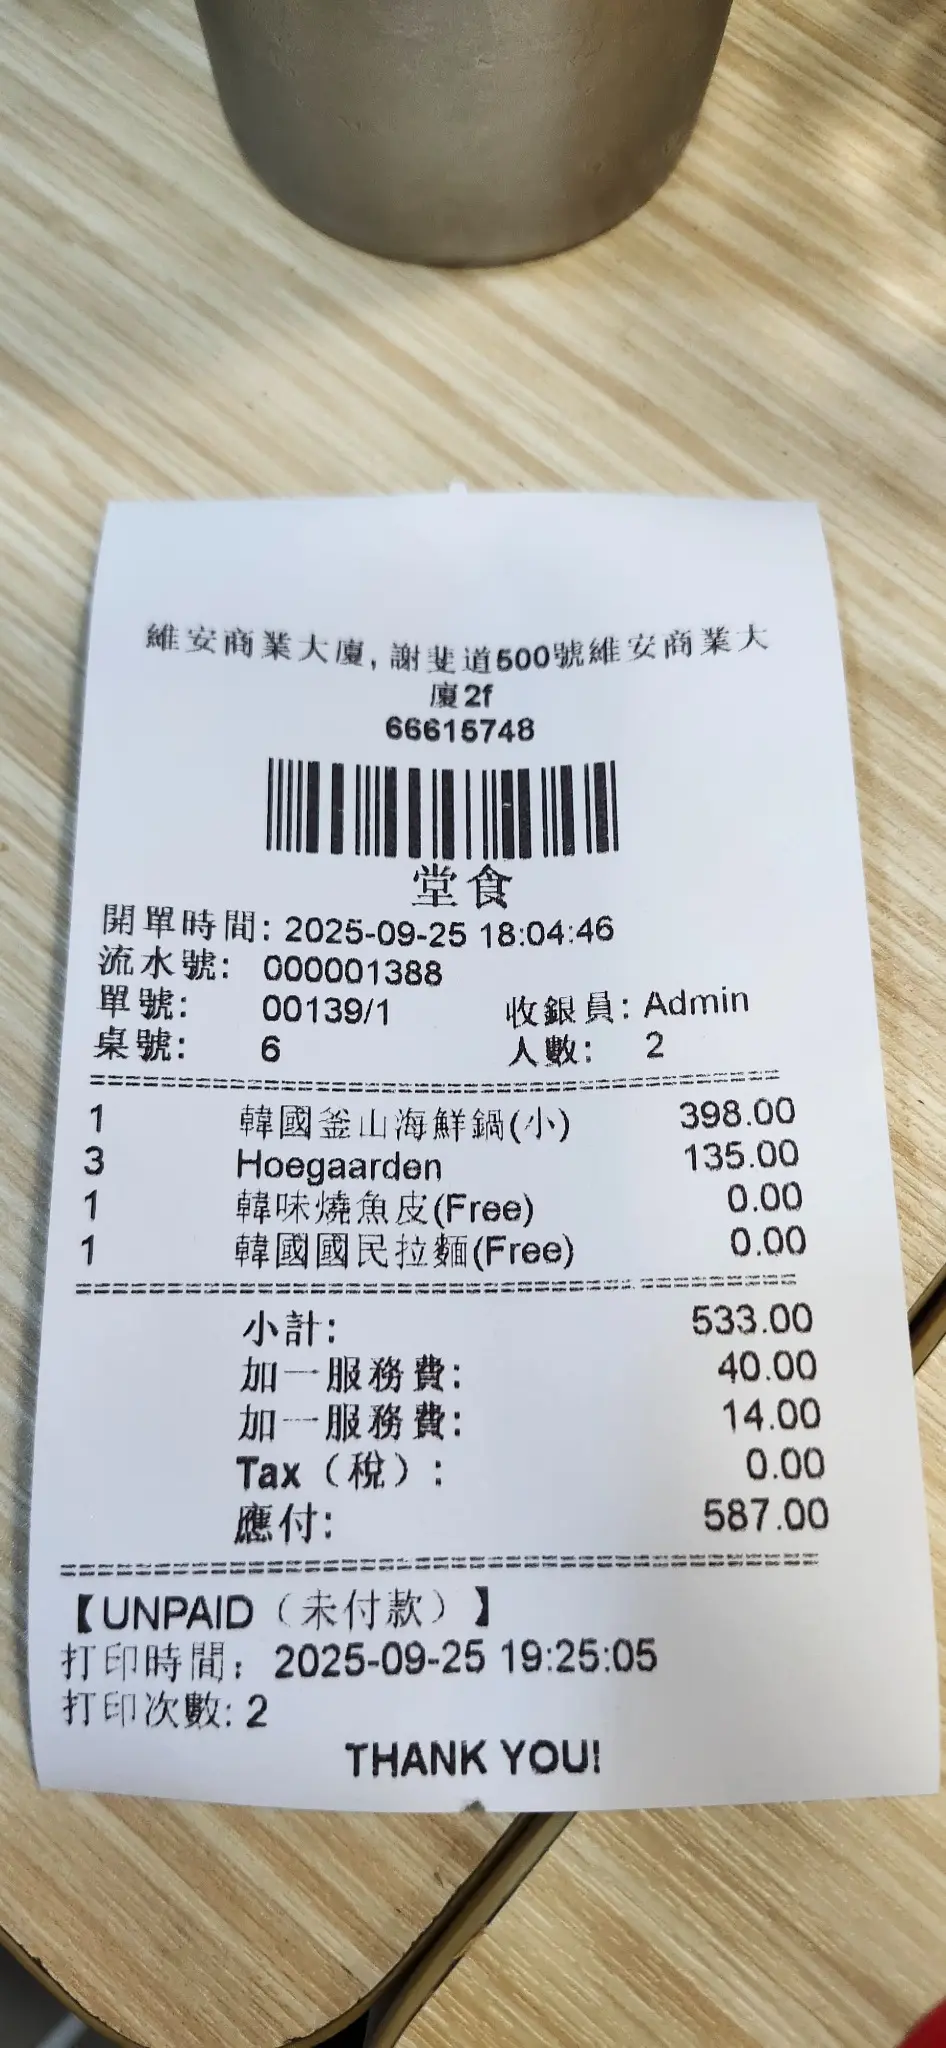 維安商業大廈, 謝斐道500號維安商業大
廈2f
66615748
堂食
開單時間: 2025-09-25 18:04:46
流水號: 000001388
單號: 00139/1 收銀員: Admin
桌號: 6 人數: 2
1 韓國釜山海鮮鍋(小) 398.00
3 Hoegaarden 135.00
1 韓味燒魚皮(Free) 0.00
1 韓國國民拉麵(Free) 0.00
小計: 533.00
加一服務費: 40.00
加一服務費: 14.00
Tax（稅）: 0.00
應付: 587.00
【UNPAID（未付款）】
打印時間: 2025-09-25 19:25:05
打印次數: 2
THANK YOU!